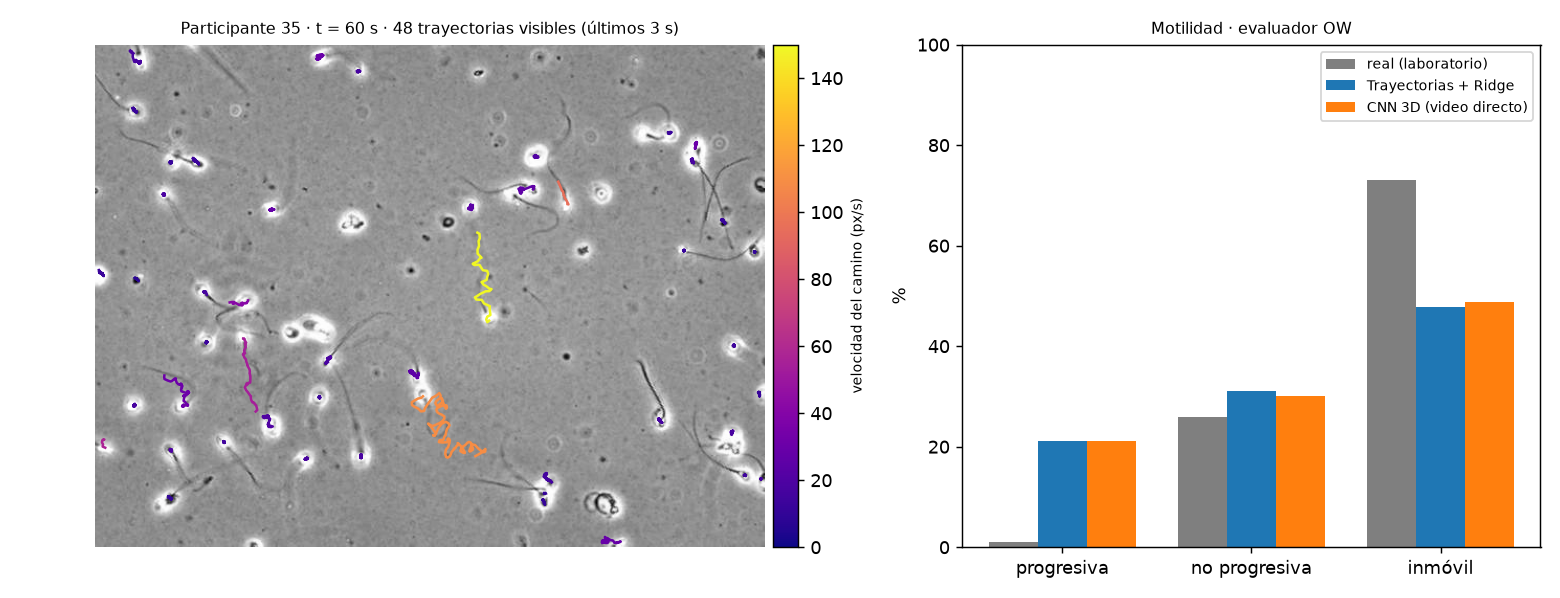 Participante 35 · t = 60 s · 48 trayectorias visibles (últimos 3 s)
140
120
100
80
60
40
20
0
velocidad del camino (px/s)
Motilidad · evaluador OW
100
80
60
40
20
0
%
real (laboratorio)
Trayectorias + Ridge
CNN 3D (video directo)
progresiva
no progresiva
inmóvil